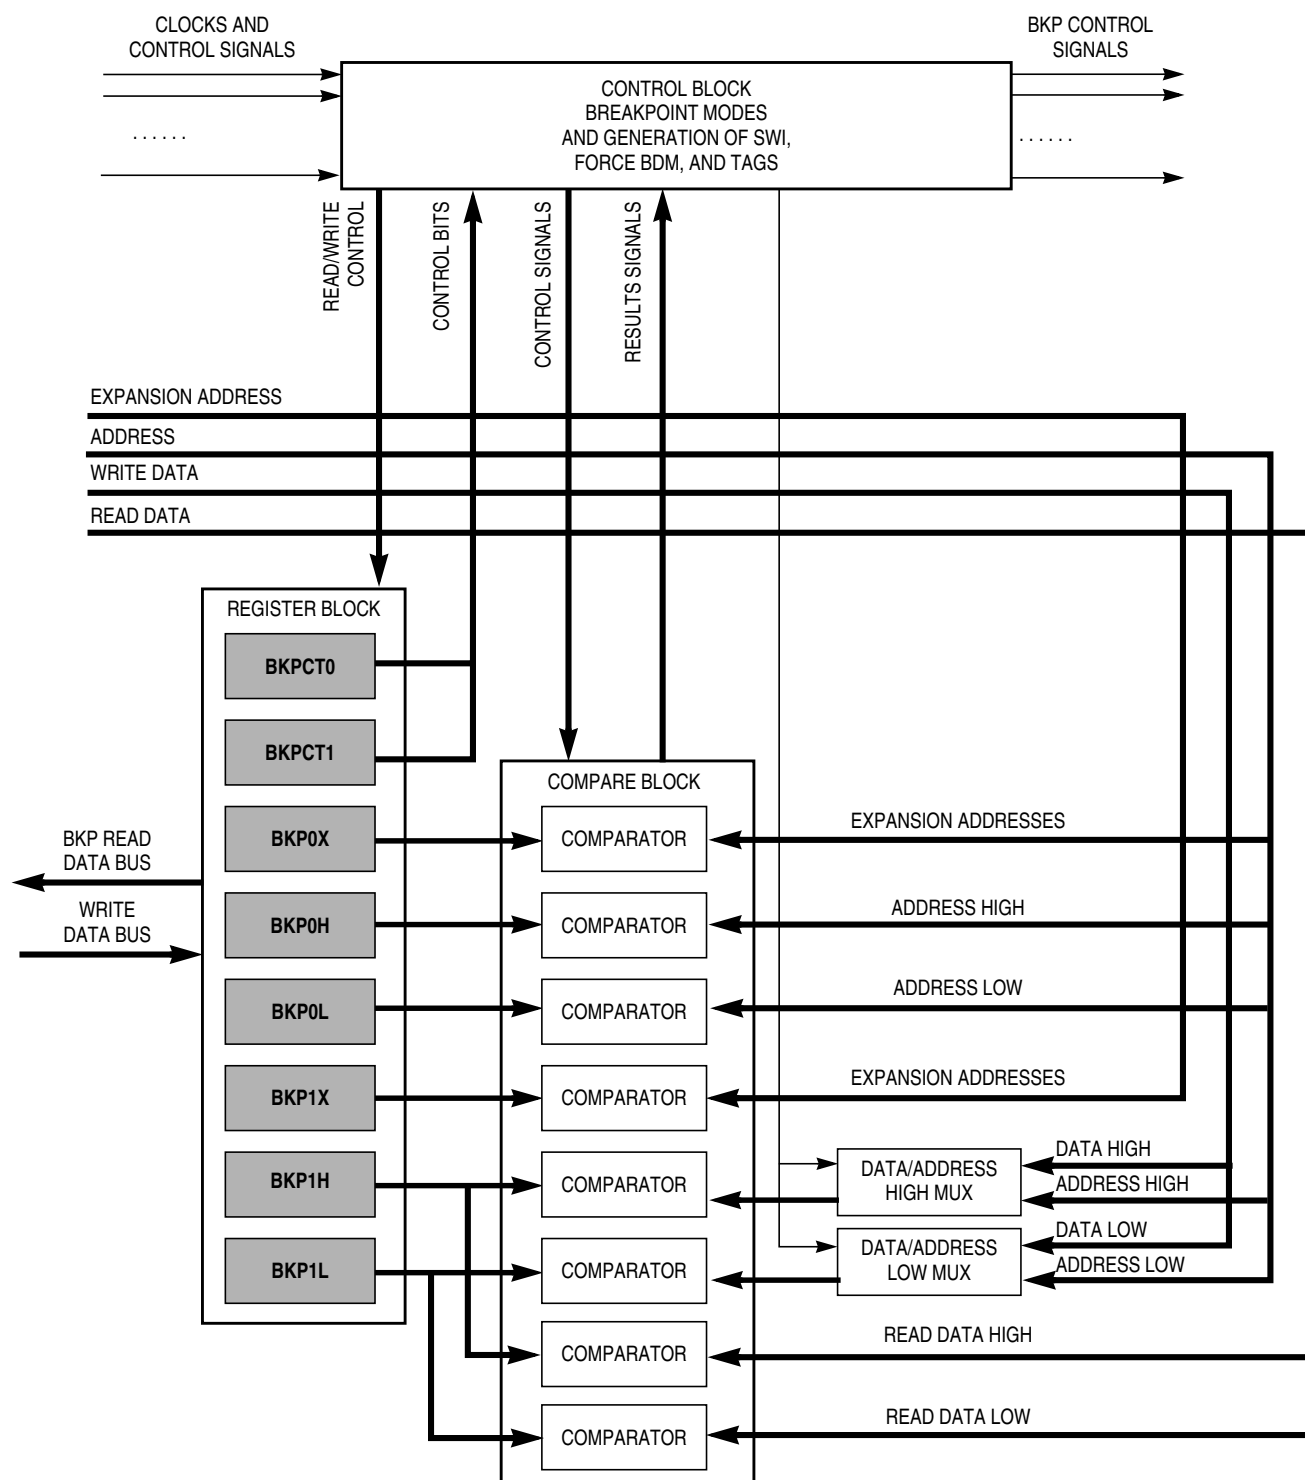 CLOCKS AND
CONTROL SIGNALS
BKP CONTROL
SIGNALS
CONTROL BLOCK
BREAKPOINT MODES
AND GENERATION OF SWI,
FORCE BDM, AND TAGS
......
......
READ/WRITE
CONTROL
CONTROL BITS
CONTROL SIGNALS
RESULTS SIGNALS
EXPANSION ADDRESS
ADDRESS
WRITE DATA
READ DATA
REGISTER BLOCK
BKPCT0
BKPCT1
COMPARE BLOCK
BKP READ
DATA BUS
WRITE
DATA BUS
BKP0X
COMPARATOR
EXPANSION ADDRESSES
BKP0H
COMPARATOR
ADDRESS HIGH
BKP0L
COMPARATOR
ADDRESS LOW
BKP1X
COMPARATOR
EXPANSION ADDRESSES
BKP1H
COMPARATOR
DATA/ADDRESS
HIGH MUX
DATA HIGH
ADDRESS HIGH
BKP1L
COMPARATOR
DATA/ADDRESS
LOW MUX
DATA LOW
ADDRESS LOW
COMPARATOR
READ DATA HIGH
COMPARATOR
READ DATA LOW